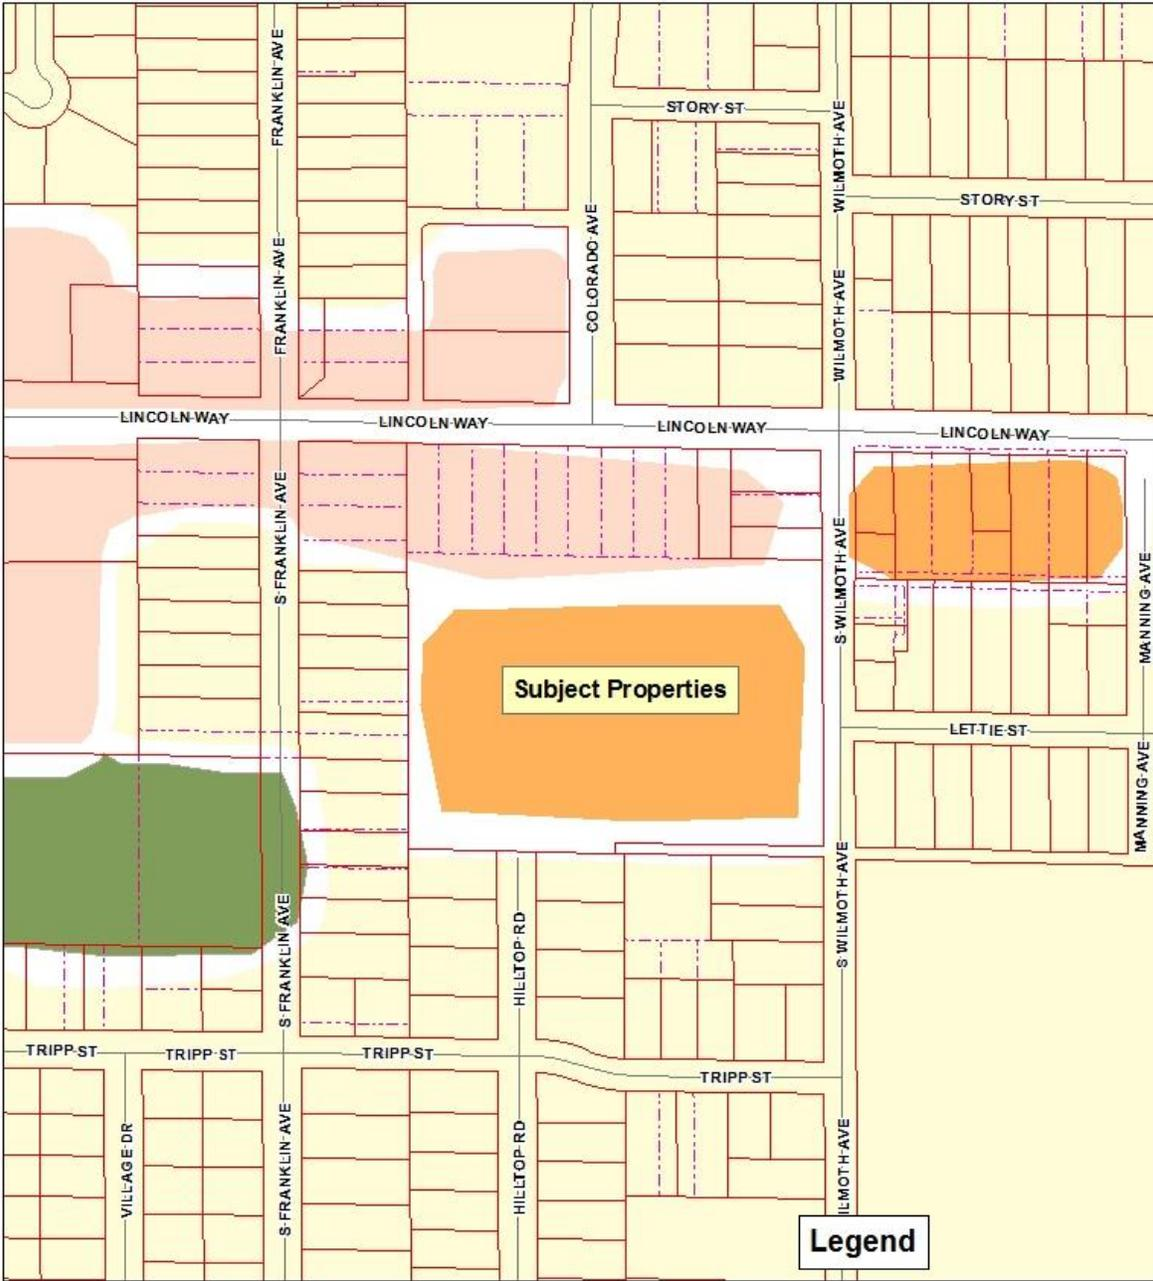 FRANKLIN AVE
STORY ST
WILMOTH AVE
STORY ST
COLORADO AVE
FRANKLIN AVE
WILMOTH AVE
LINCOLN WAY
LINCOLN WAY
LINCOLN WAY
LINCOLN WAY
S FRANKLIN AVE
S WILMOTH AVE
MANNING AVE
Subject Properties
LETTIE ST
MANNING AVE
S WILMOTH AVE
S FRANKLIN AVE
HILLTOP RD
TRIPP ST
TRIPP ST
TRIPP ST
TRIPP ST
VILLAGE DR
S FRANKLIN AVE
HILLTOP RD
ILMOTH AVE
Legend